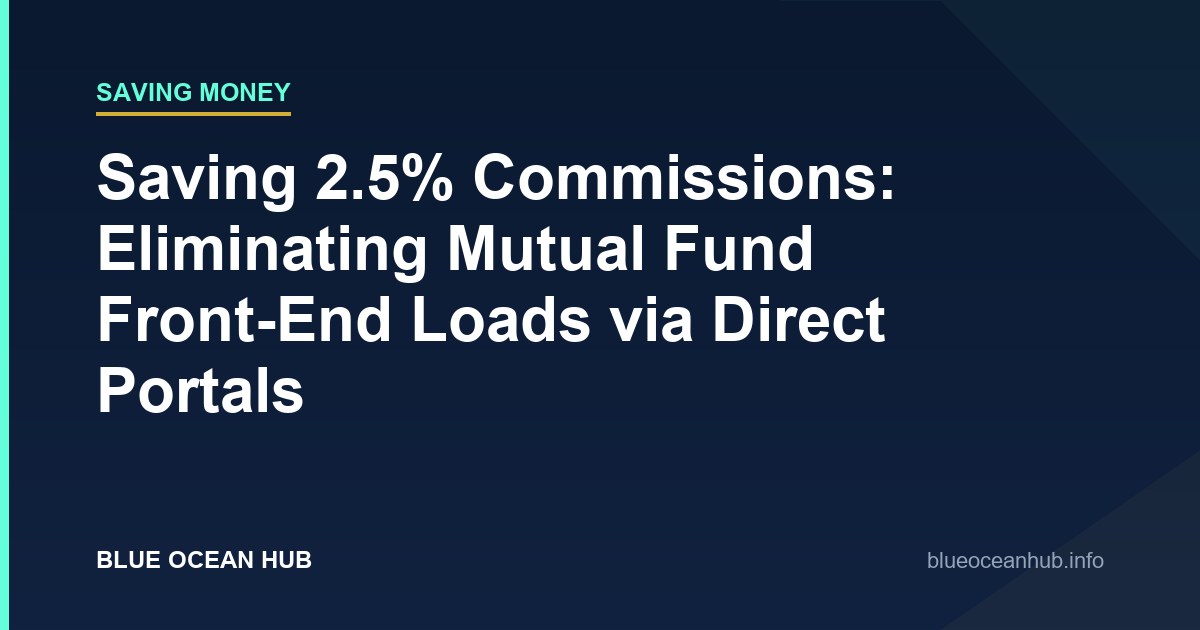 SAVING MONEY
Saving 2.5% Commissions:
Eliminating Mutual Fund
Front-End Loads via Direct
Portals
BLUE OCEAN HUB
blueoceanhub.info